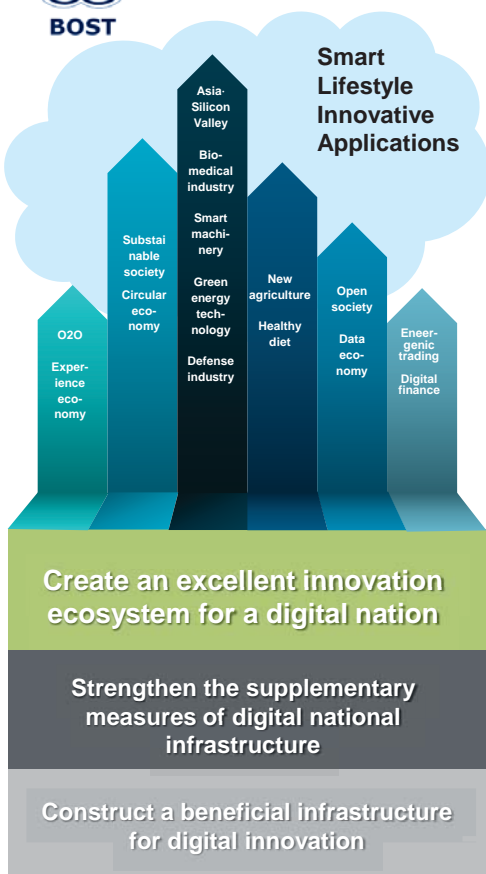 BOST
Smart
Lifestyle
Innovative
Applications
O2O
Exper-
ience
eco-
nomy
Substai
nable
society
Circular
eco-
nomy
Asia·
Silicon
Valley
Bio-
medical
industry
Smart
machi-
nery
Green
energy
tech-
nology
Defense
industry
New
agriculture
Healthy
diet
Open
society
Data
eco-
nomy
Eneer-
genic
trading
Digital
finance
Create an excellent innovation
ecosystem for a digital nation
Strengthen the supplementary
measures of digital national
infrastructure
Construct a beneficial infrastructure
for digital innovation